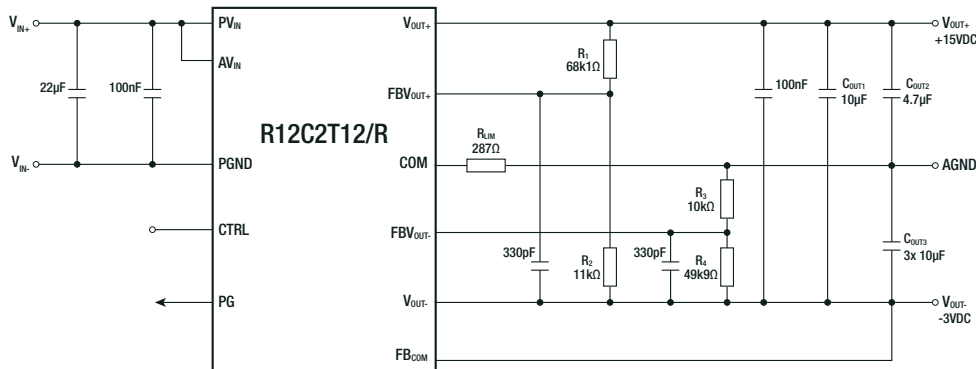 VIN+
PVIN
VOUT+
VOUT+
+15VDC
R1
68k1Ω
AVIN
22µF
100nF
FBVOUT+
100nF
COUT1
10µF
COUT2
4.7µF
R12C2T12/R
RLIM
287Ω
VIN-
PGND
COM
AGND
R3
10kΩ
CTRL
FBVOUT-
330pF
R2
11kΩ
330pF
R4
49k9Ω
COUT3
3x 10µF
PG
VOUT-
VOUT-
-3VDC
FBCOM